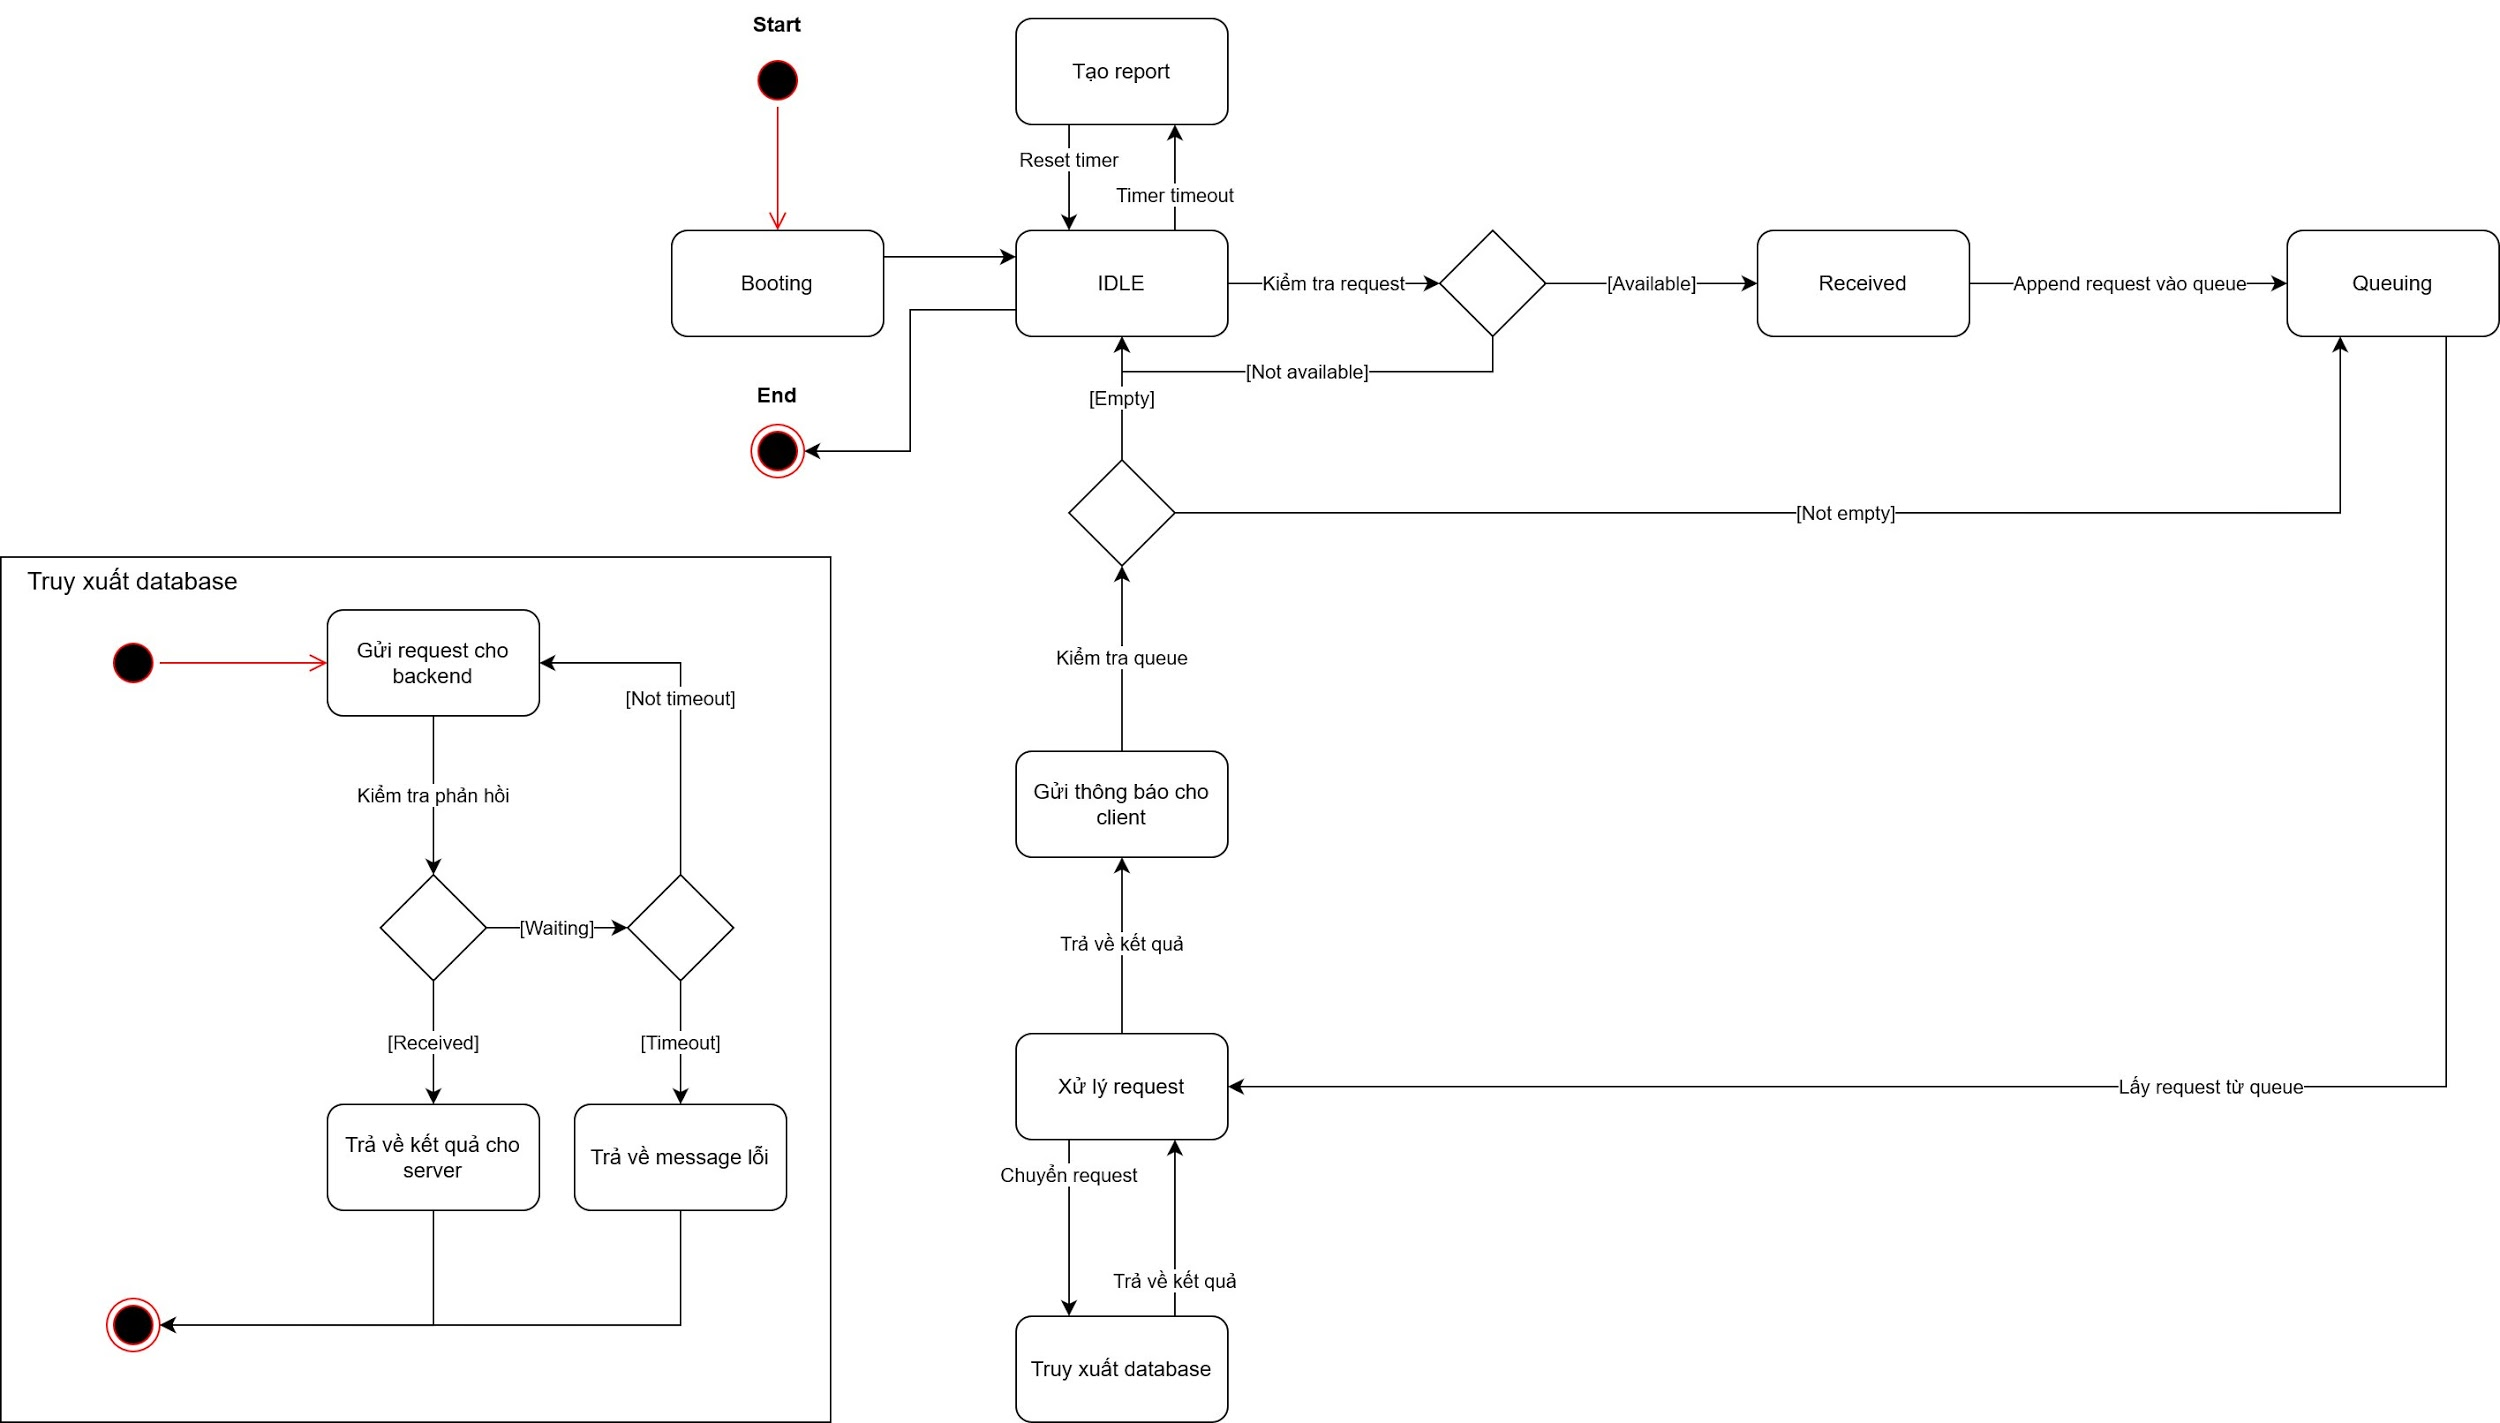 Start
Tạo report
Reset timer
Timer timeout
Booting
IDLE
Kiểm tra request
[Available]
Received
Append request vào queue
Queuing
[Not available]
[Empty]
End
[Not empty]
Truy xuất database
Gửi request cho
backend
[Not timeout]
Kiểm tra phản hồi
[Waiting]
[Received]
[Timeout]
Trả về kết quả cho
server
Trả về message lỗi
Kiểm tra queue
Gửi thông báo cho
client
Trả về kết quả
Xử lý request
Lấy request từ queue
Chuyển request
Trả về kết quả
Truy xuất database